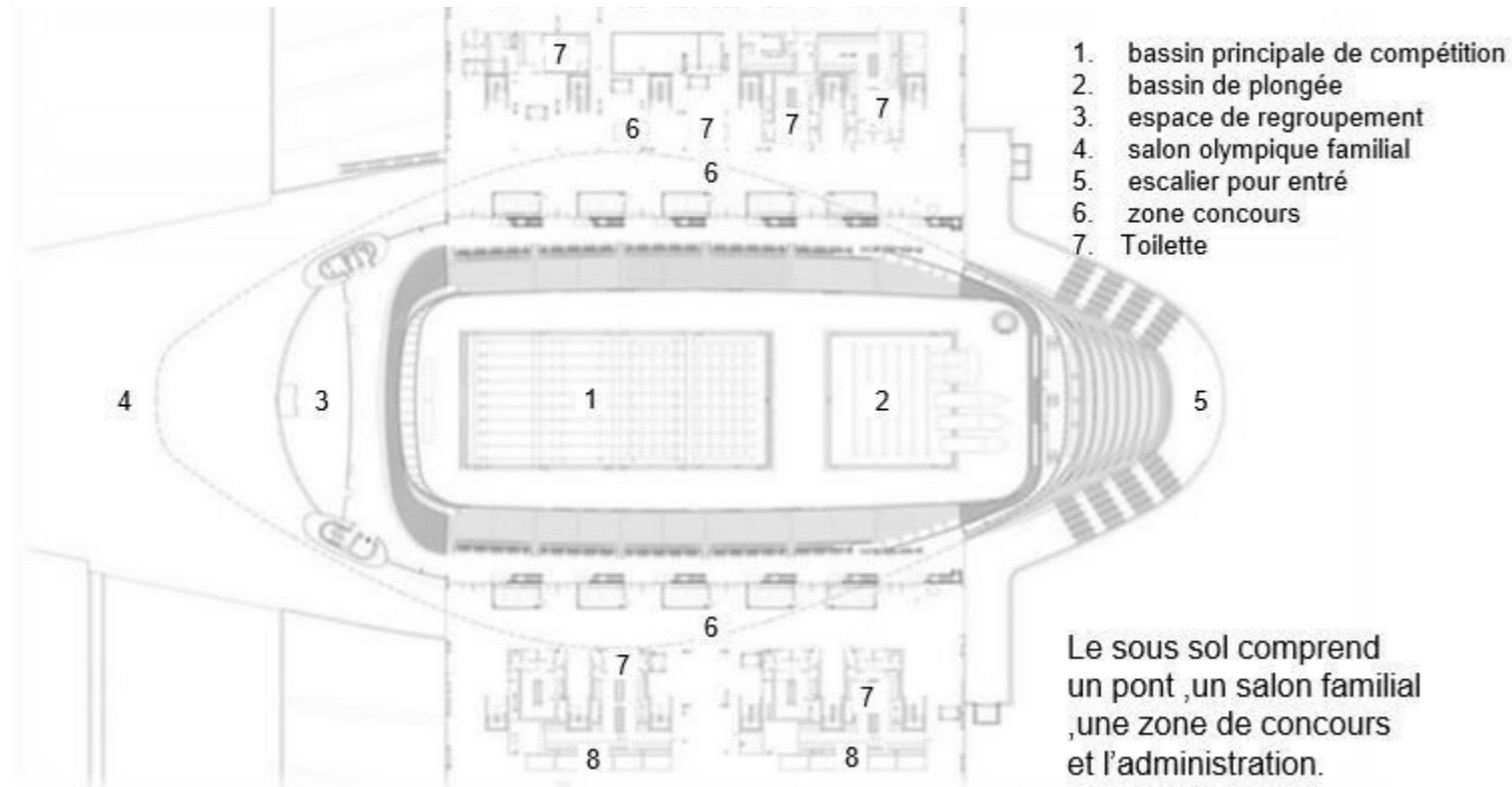 1. bassin principale de compétition
2. bassin de plongée
3. espace de regroupement
4. salon olympique familial
5. escalier pour entré
6. zone concours
7. Toilette
7
6 7 7 7
6
4 3 1 2 5
6
7
7
8 8
Le sous sol comprend
un pont ,un salon familial
,une zone de concours
et l’administration.